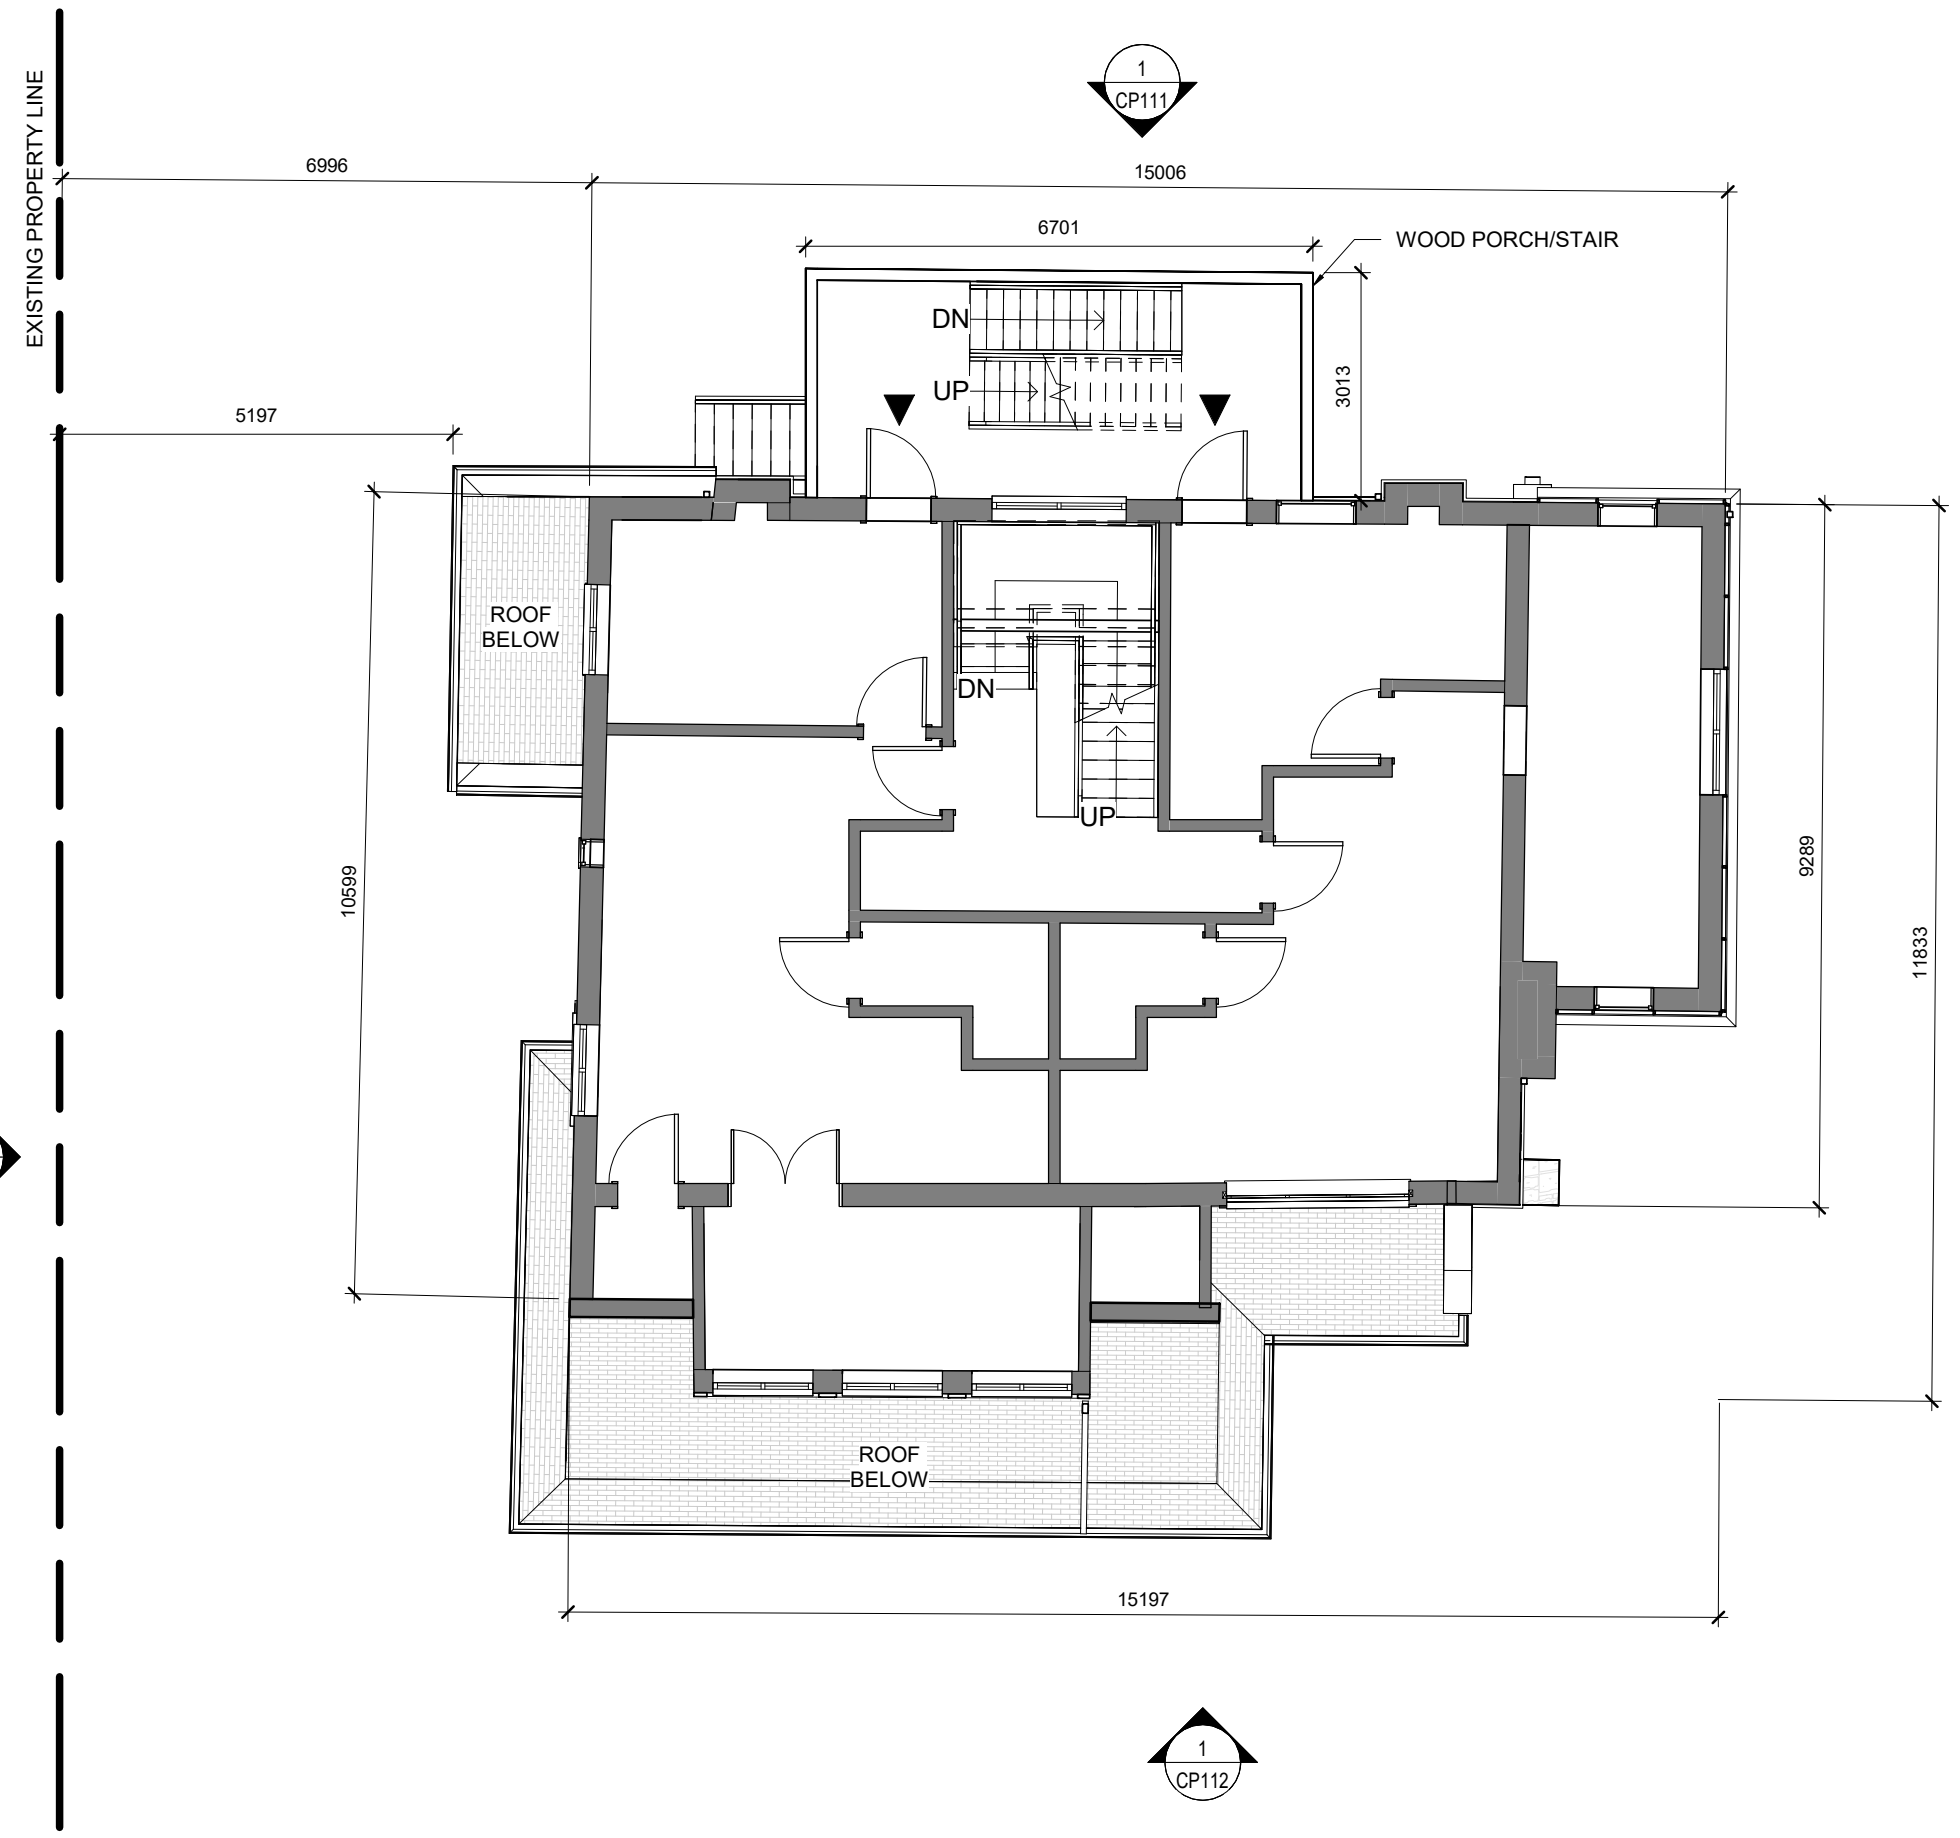 1
CP111
EXISTING PROPERTY LINE
6996
15006
6701
WOOD PORCH/STAIR
DN
UP
3013
5197
ROOF
BELOW
DN
UP
10599
9289
11833
ROOF
BELOW
15197
1
CP112